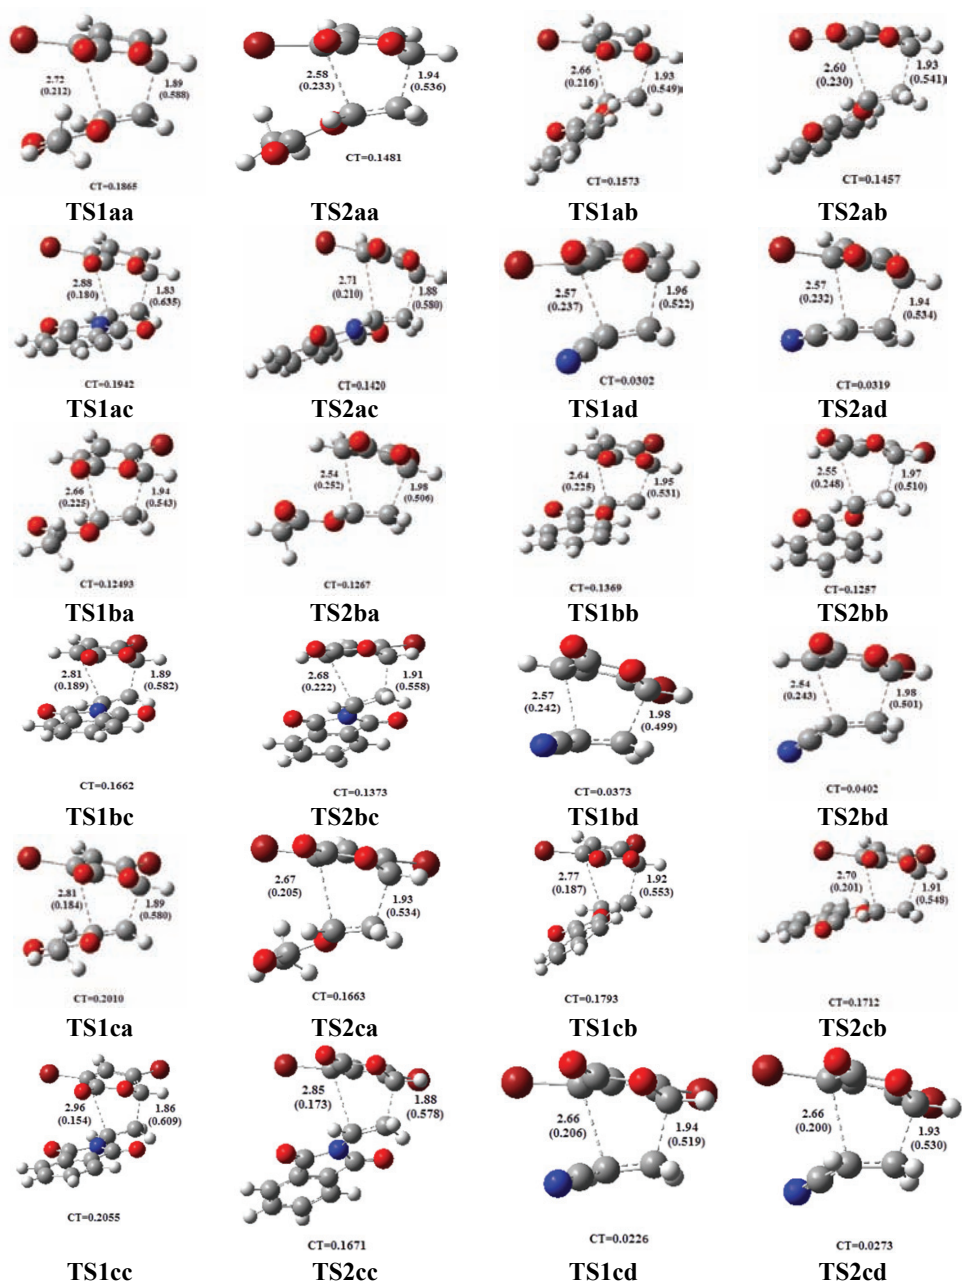 2.72
(0.212)
1.89
(0.588)
CT=0.1865
TS1aa
2.58
(0.233)
1.94
(0.536)
CT=0.1481
TS2aa
2.66
(0.216)
1.93
(0.549)
CT=0.1573
TS1ab
2.60
(0.230)
1.93
(0.541)
CT=0.1457
TS2ab
2.88
(0.180)
1.83
(0.635)
CT=0.1942
TS1ac
2.71
(0.210)
1.88
(0.580)
CT=0.1420
TS2ac
2.57
(0.237)
1.96
(0.522)
CT=0.0302
TS1ad
2.57
(0.232)
1.94
(0.534)
CT=0.0319
TS2ad
2.66
(0.225)
1.94
(0.543)
CT=0.12493
TS1ba
2.54
(0.252)
1.98
(0.506)
CT=0.1267
TS2ba
2.64
(0.225)
1.95
(0.531)
CT=0.1369
TS1bb
2.55
(0.248)
1.97
(0.510)
CT=0.1257
TS2bb
2.81
(0.189)
1.89
(0.582)
CT=0.1662
TS1bc
2.68
(0.222)
1.91
(0.558)
CT=0.1373
TS2bc
2.57
(0.242)
1.98
(0.499)
CT=0.0373
TS1bd
2.54
(0.243)
1.98
(0.501)
CT=0.0402
TS2bd
2.81
(0.184)
1.89
(0.580)
CT=0.2010
TS1ca
2.67
(0.205)
1.93
(0.534)
CT=0.1663
TS2ca
2.77
(0.187)
1.92
(0.553)
CT=0.1793
TS1cb
2.70
(0.201)
1.91
(0.548)
CT=0.1712
TS2cb
2.96
(0.154)
1.86
(0.609)
CT=0.2055
TS1cc
2.85
(0.173)
1.88
(0.578)
CT=0.1671
TS2cc
2.66
(0.206)
1.94
(0.519)
CT=0.0226
TS1cd
2.66
(0.200)
1.93
(0.530)
CT=0.0273
TS2cd